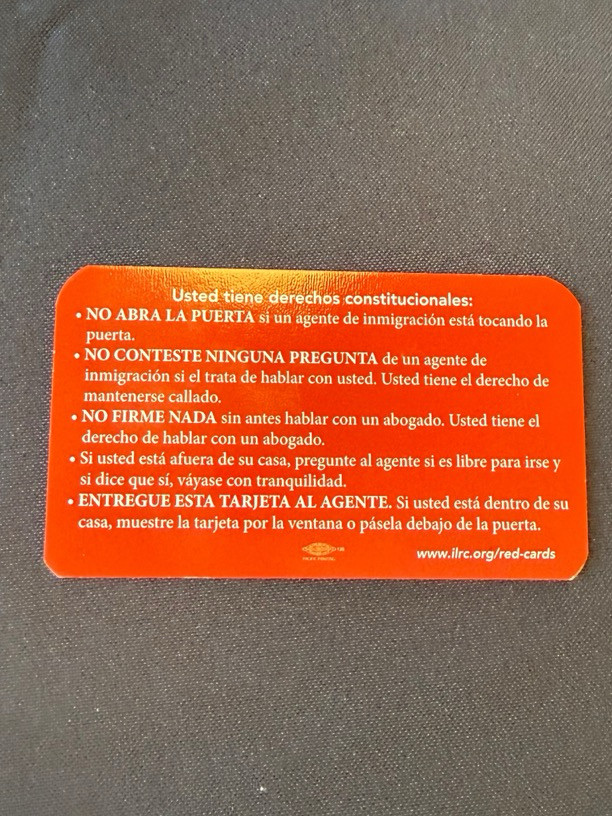 Usted tiene derechos constitucionales:
• NO ABRA LA PUERTA si un agente de inmigración está tocando la
puerta.
• NO CONTESTE NINGUNA PREGUNTA de un agente de
inmigración si el trata de hablar con usted. Usted tiene el derecho de
mantenerse callado.
• NO FIRME NADA sin antes hablar con un abogado. Usted tiene el
derecho de hablar con un abogado.
• Si usted está afuera de su casa, pregunte al agente si es libre para irse y
si dice que sí, váyase con tranquilidad.
• ENTREGUE ESTA TARJETA AL AGENTE. Si usted está dentro de su
casa, muestre la tarjeta por la ventana o pásela debajo de la puerta.
www.ilrc.org/red-cards